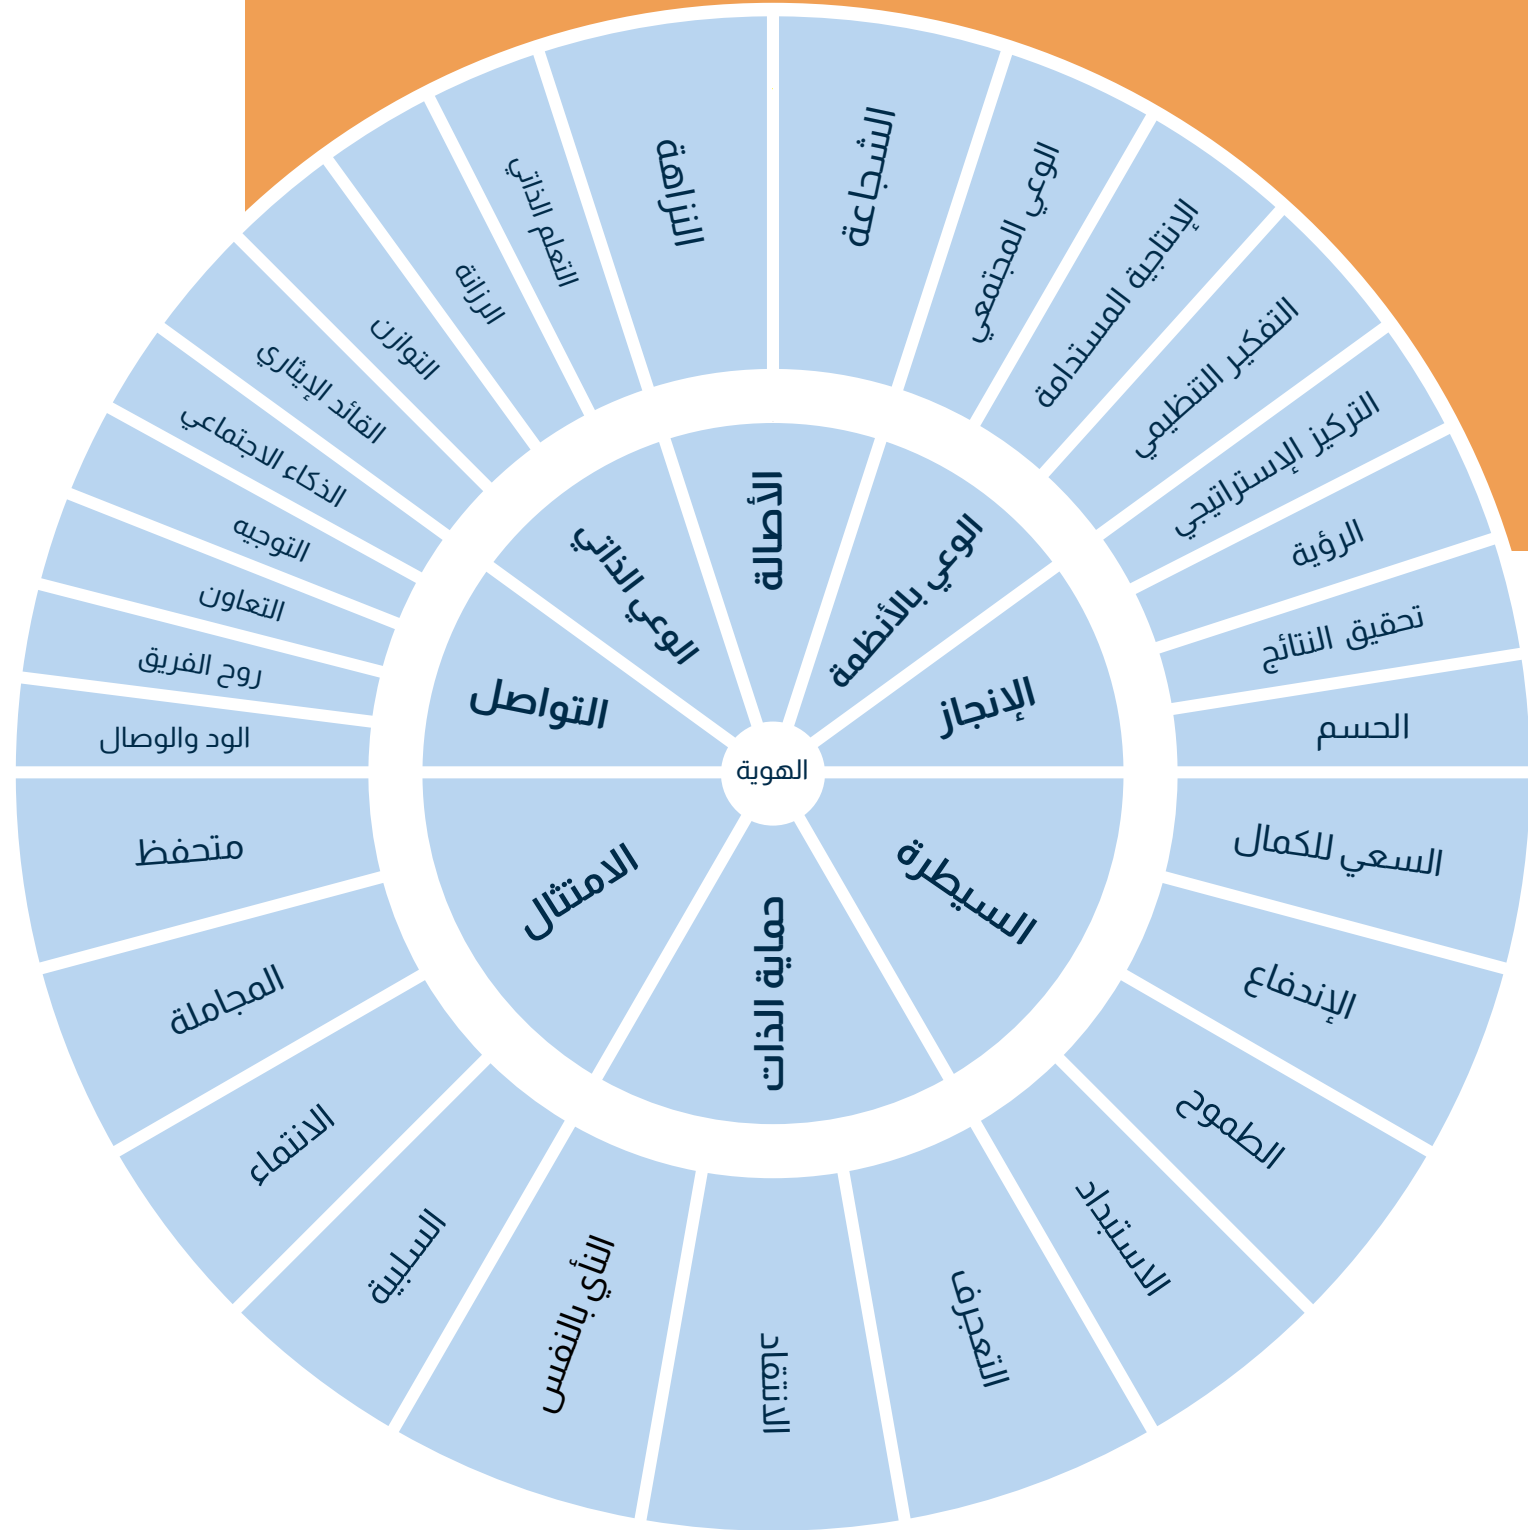 الهوية
الأصالة
الوعي بالأنظمة
الإنجاز
السيطرة
حماية الذات
الامتثال
التواصل
الوعي الذاتي
الشجاعة
الوعي المجتمعي
الإنتاجية المستدامة
التفكير التنظيمي
التركيز الإستراتيجي
الرؤية
تحقيق النتائج
الحسم
السعي للكمال
الإندفاع
الطموح
الاستبداد
التعجرف
الانتقاد
النأي بالنفس
السلبية
الانتماء
المجاملة
متحفظ
الود والوصال
روح الفريق
التعاون
التوجيه
الذكاء الاجتماعي
القائد الإيثاري
التوازن
الرزانة
التعلم الذاتي
النزاهة